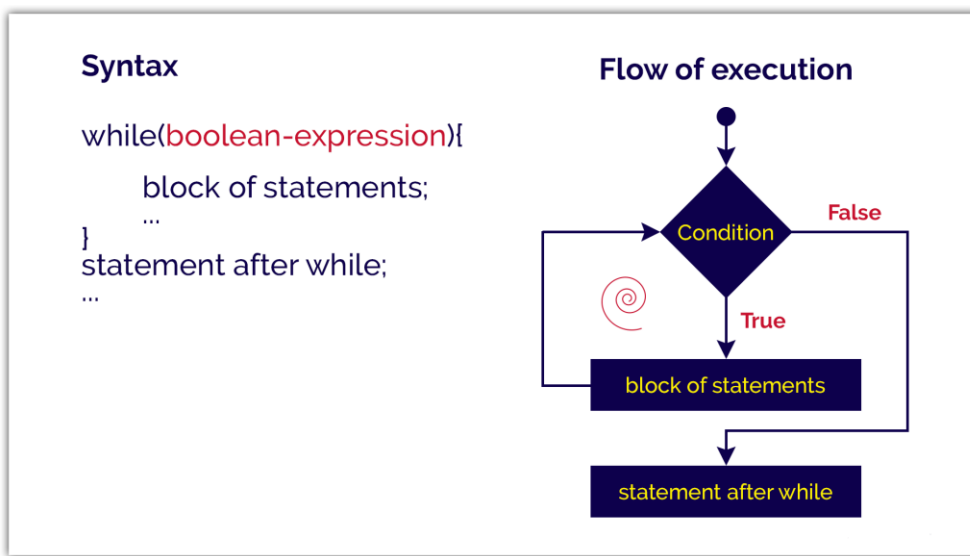 Syntax
while(boolean-expression){
block of statements;
...
}
statement after while;
...
Flow of execution
Condition
False
True
block of statements
statement after while